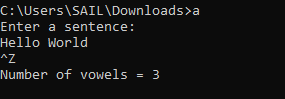 C:\Users\SAIL\Downloads>a
Enter a sentence:
Hello World
^Z
Number of vowels = 3